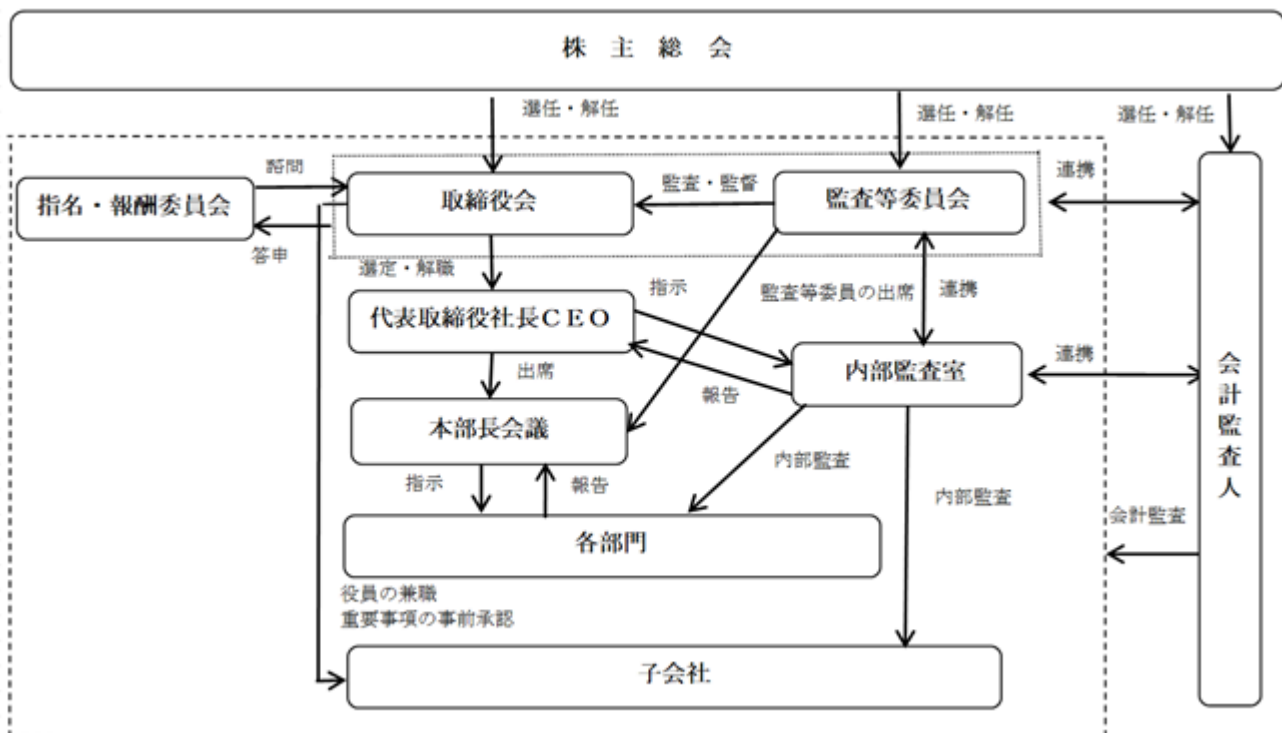 株 主 総 会
選任・解任
選任・解任
選任・解任
諮問
指名・報酬委員会
答申
取締役会
監査・監督
監査等委員会
連携
選定・解職
指示
監査等委員の出席
連携
代表取締役社長CEO
内部監査室
連携
出席
報告
本部長会議
内部監査
指示
報告
内部監査
各部門
会計監査
会計監査人
役員の兼職
重要事項の事前承認
子会社